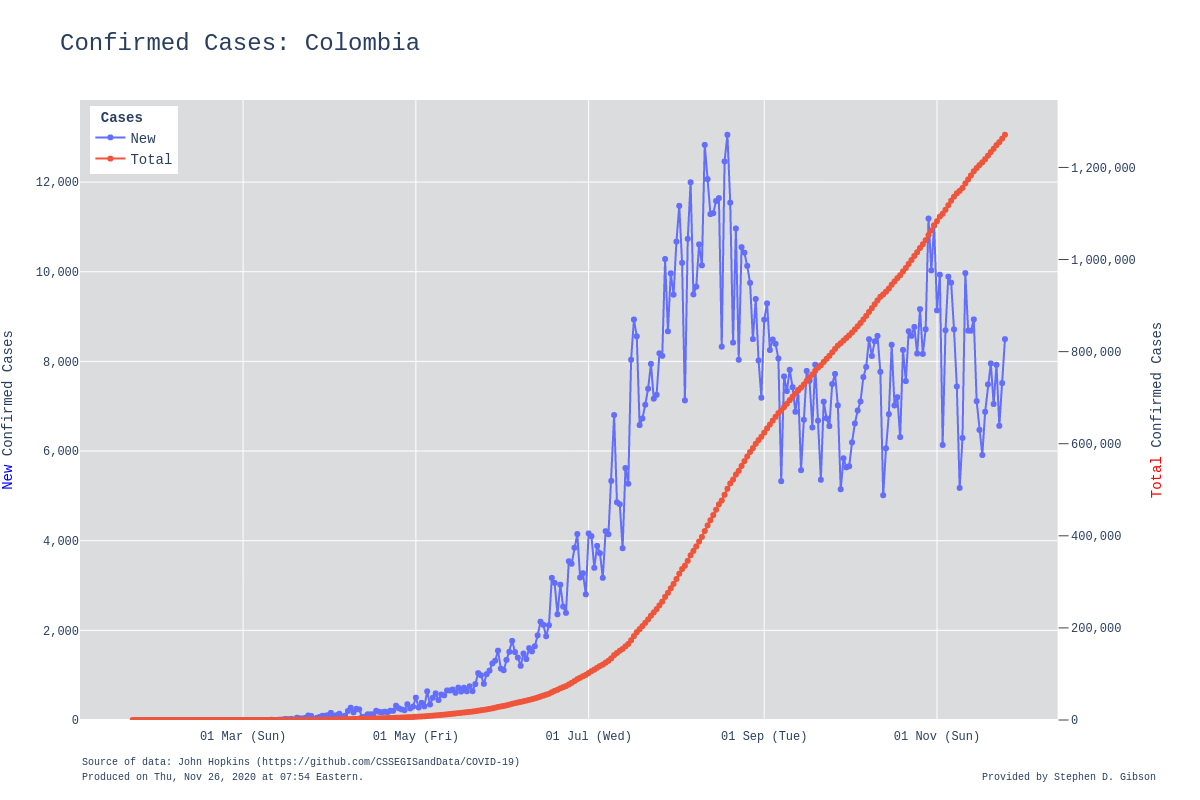 Confirmed Cases: Colombia
Cases
New
Total
12,000
10,000
8,000
6,000
4,000
2,000
0
New Confirmed Cases
1,200,000
1,000,000
800,000
600,000
400,000
200,000
0
Total Confirmed Cases
01 Mar (Sun)
01 May (Fri)
01 Jul (Wed)
01 Sep (Tue)
01 Nov (Sun)
Source of data: John Hopkins (https://github.com/CSSEGISandData/COVID-19)
Produced on Thu, Nov 26, 2020 at 07:54 Eastern.
Provided by Stephen D. Gibson